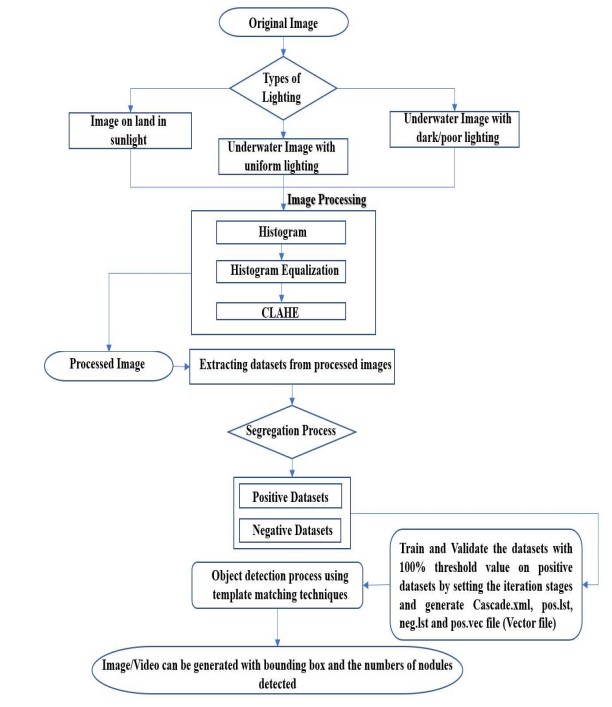 Original Image
Types of
Lighting
Image on land in
sunlight
Underwater Image with
uniform lighting
Underwater Image with
dark/poor lighting
Image Processing
Histogram
Histogram Equalization
CLAHE
Processed Image
Extracting datasets from processed images
Segregation Process
Positive Datasets
Negative Datasets
Train and Validate the datasets with
100% threshold value on positive
datasets by setting the iteration stages
and generate Cascade.xml, pos.lst,
neg.lst and pos.vec file (Vector file)
Object detection process using
template matching techniques
Image/Video can be generated with bounding box and the numbers of nodules
detected